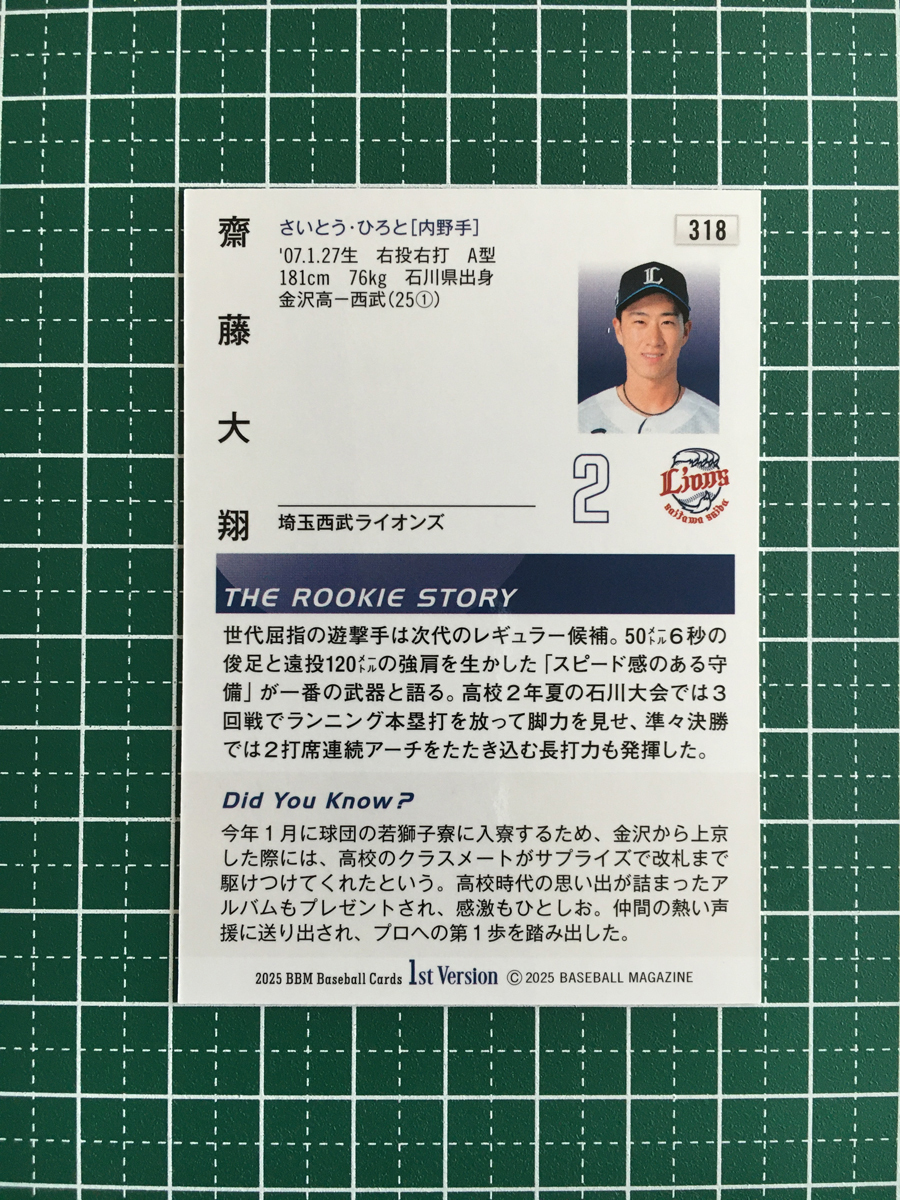 齋藤大翔
さいとう・ひろと[内野手]
'07.1.27生 右投右打 A型
181cm 76kg 石川県出身
金沢高ー西武(25①)
318
L
2
Lions
saitama seibu
埼玉西武ライオンズ
THE ROOKIE STORY
世代屈指の遊撃手は次代のレギュラー候補。50㍍6秒の
俊足と遠投120㍍の強肩を生かした「スピード感のある守
備」が一番の武器と語る。高校2年夏の石川大会では3
回戦でランニング本塁打を放って脚力を見せ、準々決勝
では2打席連続アーチをたたき込む長打力も発揮した。
Did You Know?
今年1月に球団の若獅子寮に入寮するため、金沢から上京
した際には、高校のクラスメートがサプライズで改札まで
駆けつけてくれたという。高校時代の思い出が詰まったア
ルバムもプレゼントされ、感激もひとしお。仲間の熱い声
援に送り出され、プロへの第1歩を踏み出した。
2025 BBM Baseball Cards 1st Version ©2025 BASEBALL MAGAZINE